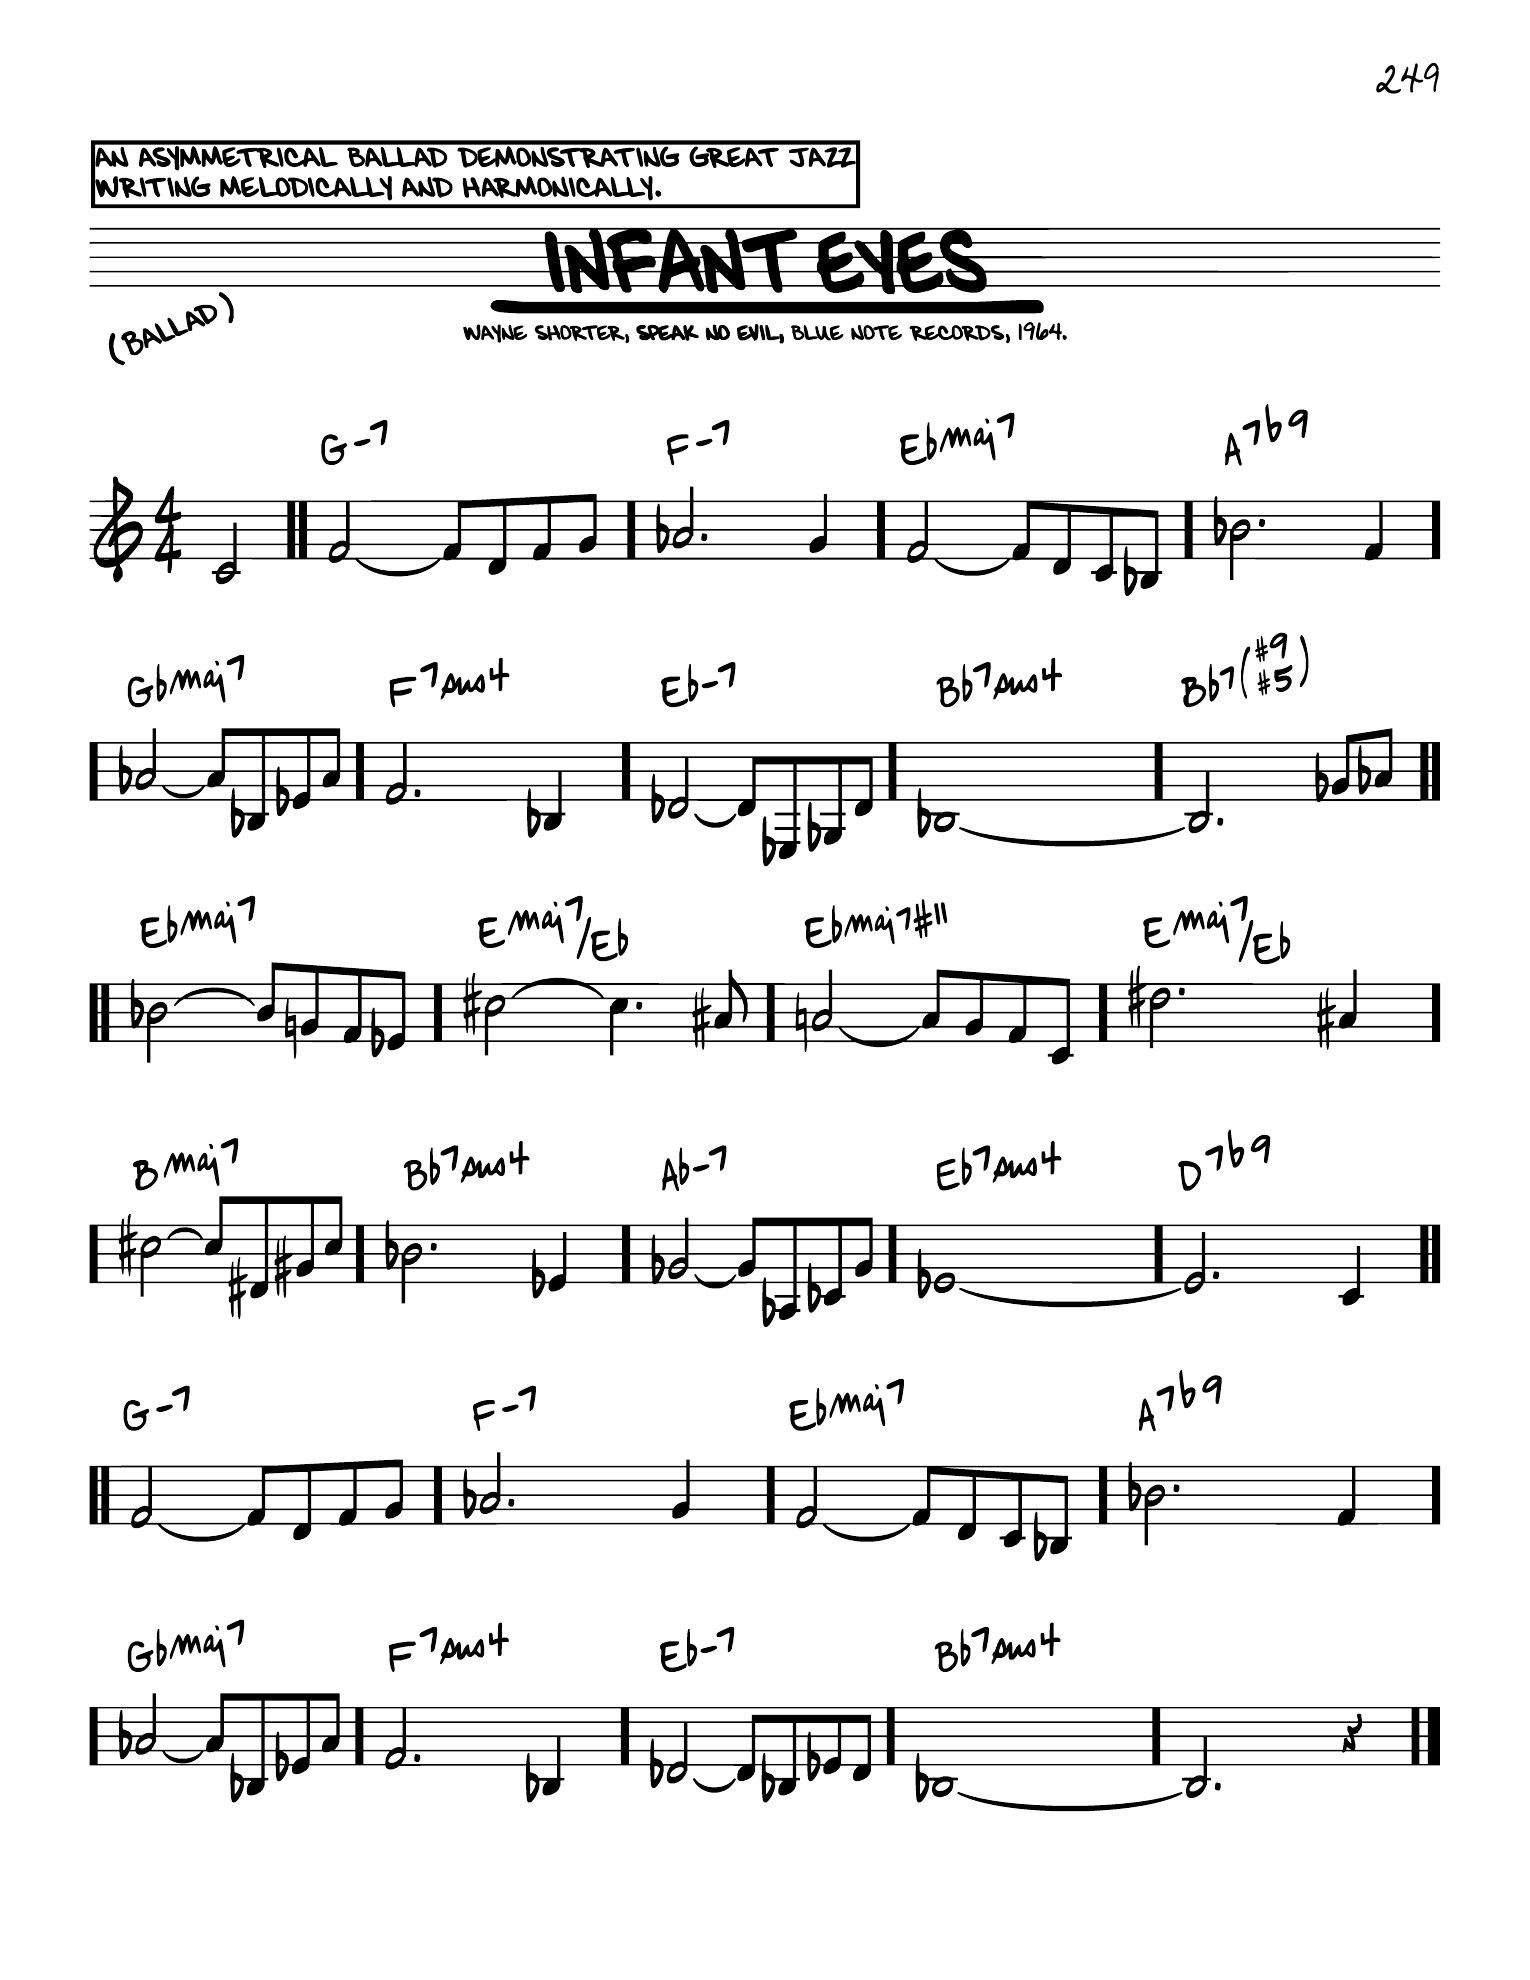 249
AN ASYMMETRICAL BALLAD DEMONSTRATING GREAT JAZZ
WRITING MELODICALLY AND HARMONICALLY.
INFANT EYES
(BALLAD)
WAYNE SHORTER, SPEAK NO EVIL, BLUE NOTE RECORDS, 1964.
G-7 F-7 Ebmaj7 A7b9
4 4
Gbmaj7 F7sus4 Eb-7 Bb7sus4 Bb7(#9 #5)
Ebmaj7 Emaj7/Eb Ebmaj7#11 Emaj7/Eb
Bmaj7 Bb7sus4 Ab-7 Eb7sus4 D7b9
G-7 F-7 Ebmaj7 A7b9
Gbmaj7 F7sus4 Eb-7 Bb7sus4